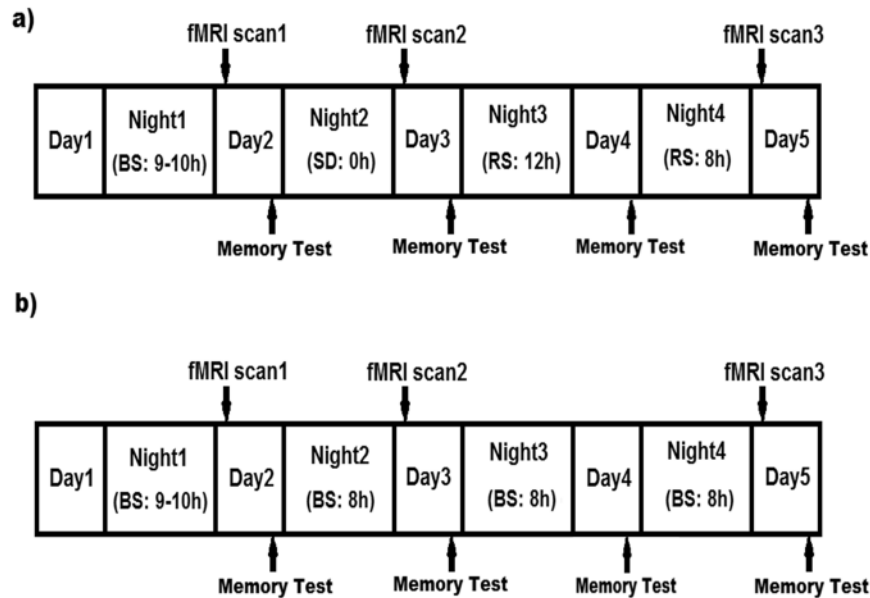 a)
fMRI scan1 fMRI scan2 fMRI scan3
Day1 Night1 (BS: 9-10h) Day2 Night2 (SD: 0h) Day3 Night3 (RS: 12h) Day4 Night4 (RS: 8h) Day5
Memory Test Memory Test Memory Test Memory Test
b)
fMRI scan1 fMRI scan2 fMRI scan3
Day1 Night1 (BS: 9-10h) Day2 Night2 (BS: 8h) Day3 Night3 (BS: 8h) Day4 Night4 (BS: 8h) Day5
Memory Test Memory Test Memory Test Memory Test